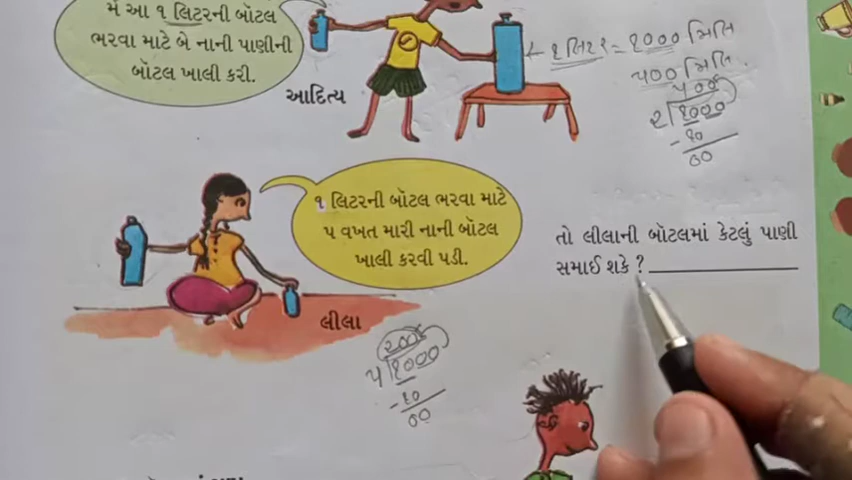 મેં આ ૧ લિટરની બૉટલ
ભરવા માટે બે નાની પાણીની
બૉટલ ખાલી કરી.
આદિત્ય
૧ લિટર = ૧૦૦૦ મિલિ
૫૦૦ મિલિ.
૫૦૦
૨ ૧૦૦૦
- ૧૦
૦૦
૧ લિટરની બૉટલ ભરવા માટે
૫ વખત મારી નાની બૉટલ
ખાલી કરવી પડી.
તો લીલાની બૉટલમાં કેટલું પાણી
સમાઈ શકે ?
લીલા
૨૦૦
૫ ૧૦૦૦
- ૧૦
૦૦